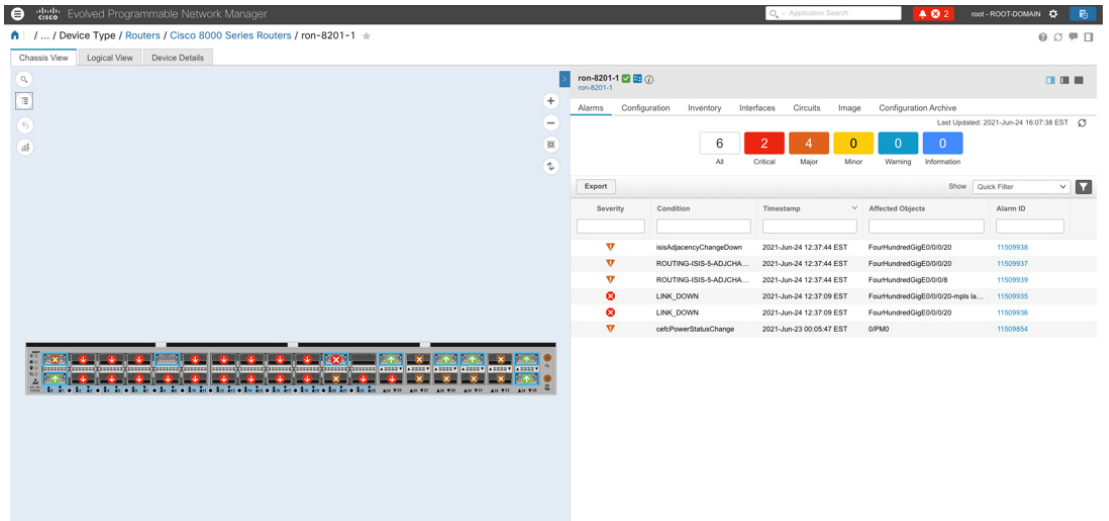 cisco Evolved Programmable Network Manager
Application Search
2
root - ROOT-DOMAIN
/ ... / Device Type / Routers / Cisco 8000 Series Routers / ron-8201-1
Chassis View Logical View Device Details
ron-8201-1
ron-8201-1
Alarms Configuration Inventory Interfaces Circuits Image Configuration Archive
Last Updated: 2021-Jun-24 16:07:38 EST
6 2 4 0 0 0
All Critical Major Minor Warning Information
Export Show Quick Filter
Severity Condition Timestamp Affected Objects Alarm ID
isisAdjacencyChangeDown 2021-Jun-24 12:37:44 EST FourHundredGigE0/0/0/20 11509938
ROUTING-ISIS-5-ADJCHA... 2021-Jun-24 12:37:44 EST FourHundredGigE0/0/0/20 11509937
ROUTING-ISIS-5-ADJCHA... 2021-Jun-24 12:37:44 EST FourHundredGigE0/0/0/8 11509939
LINK_DOWN 2021-Jun-24 12:37:09 EST FourHundredGigE0/0/0/20-mpls la... 11509935
LINK_DOWN 2021-Jun-24 12:37:09 EST FourHundredGigE0/0/0/20 11509936
cefcPowerStatusChange 2021-Jun-23 00:05:47 EST 0/PM0 11509854